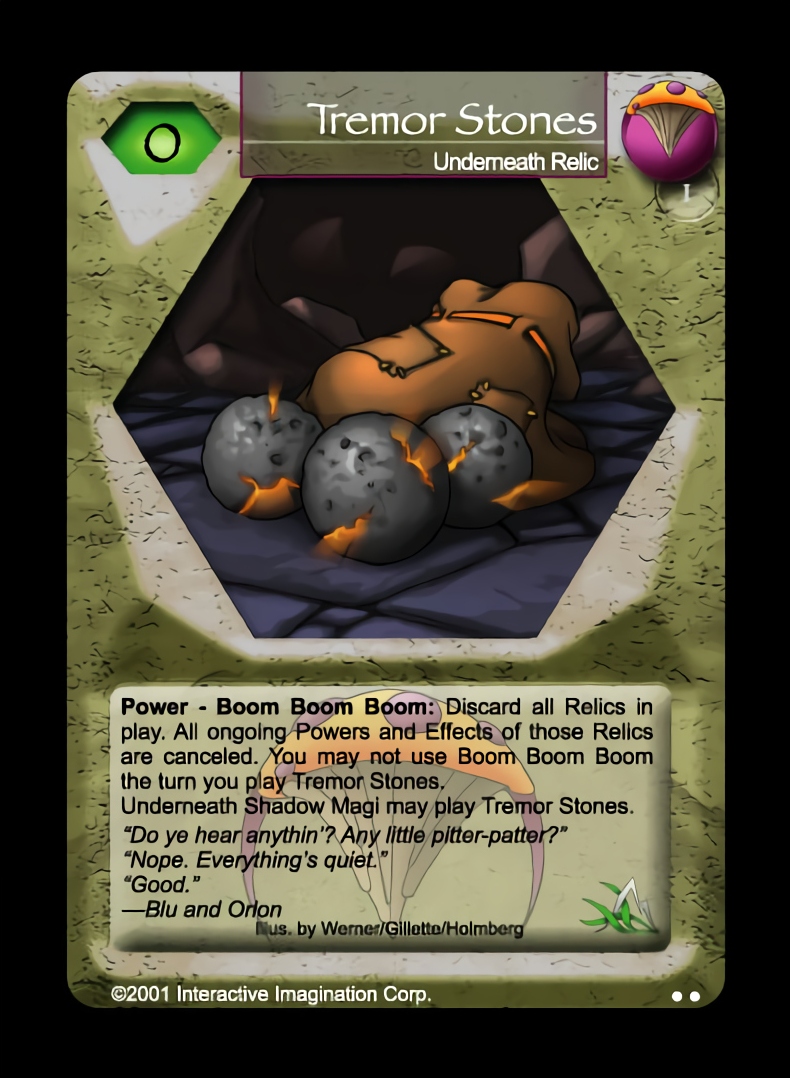 O
Tremor Stones
Underneath Relic
1
Power - Boom Boom Boom: Discard all Relics in
play. All ongoing Powers and Effects of those Relics
are canceled. You may not use Boom Boom Boom
the turn you play Tremor Stones.
Underneath Shadow Magi may play Tremor Stones.
“Do ye hear anythin’? Any little pitter-patter?”
“Nope. Everything’s quiet.”
“Good.”
—Blu and Orlon
Illus. by Werner/Gillette/Holmberg
©2001 Interactive Imagination Corp.